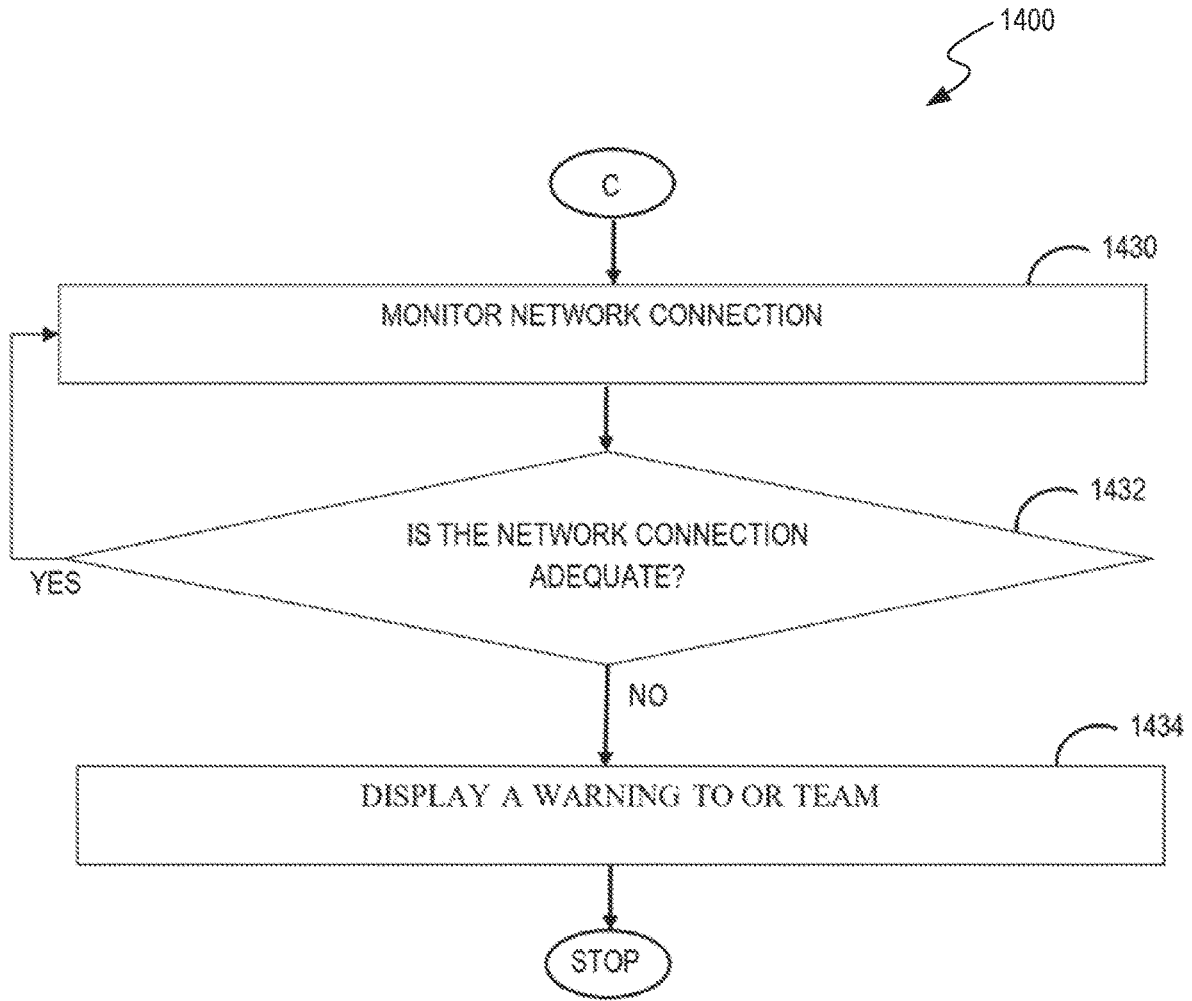 1400
C
1430
MONITOR NETWORK CONNECTION
1432
IS THE NETWORK CONNECTION
ADEQUATE?
YES
NO
1434
DISPLAY A WARNING TO OR TEAM
STOP